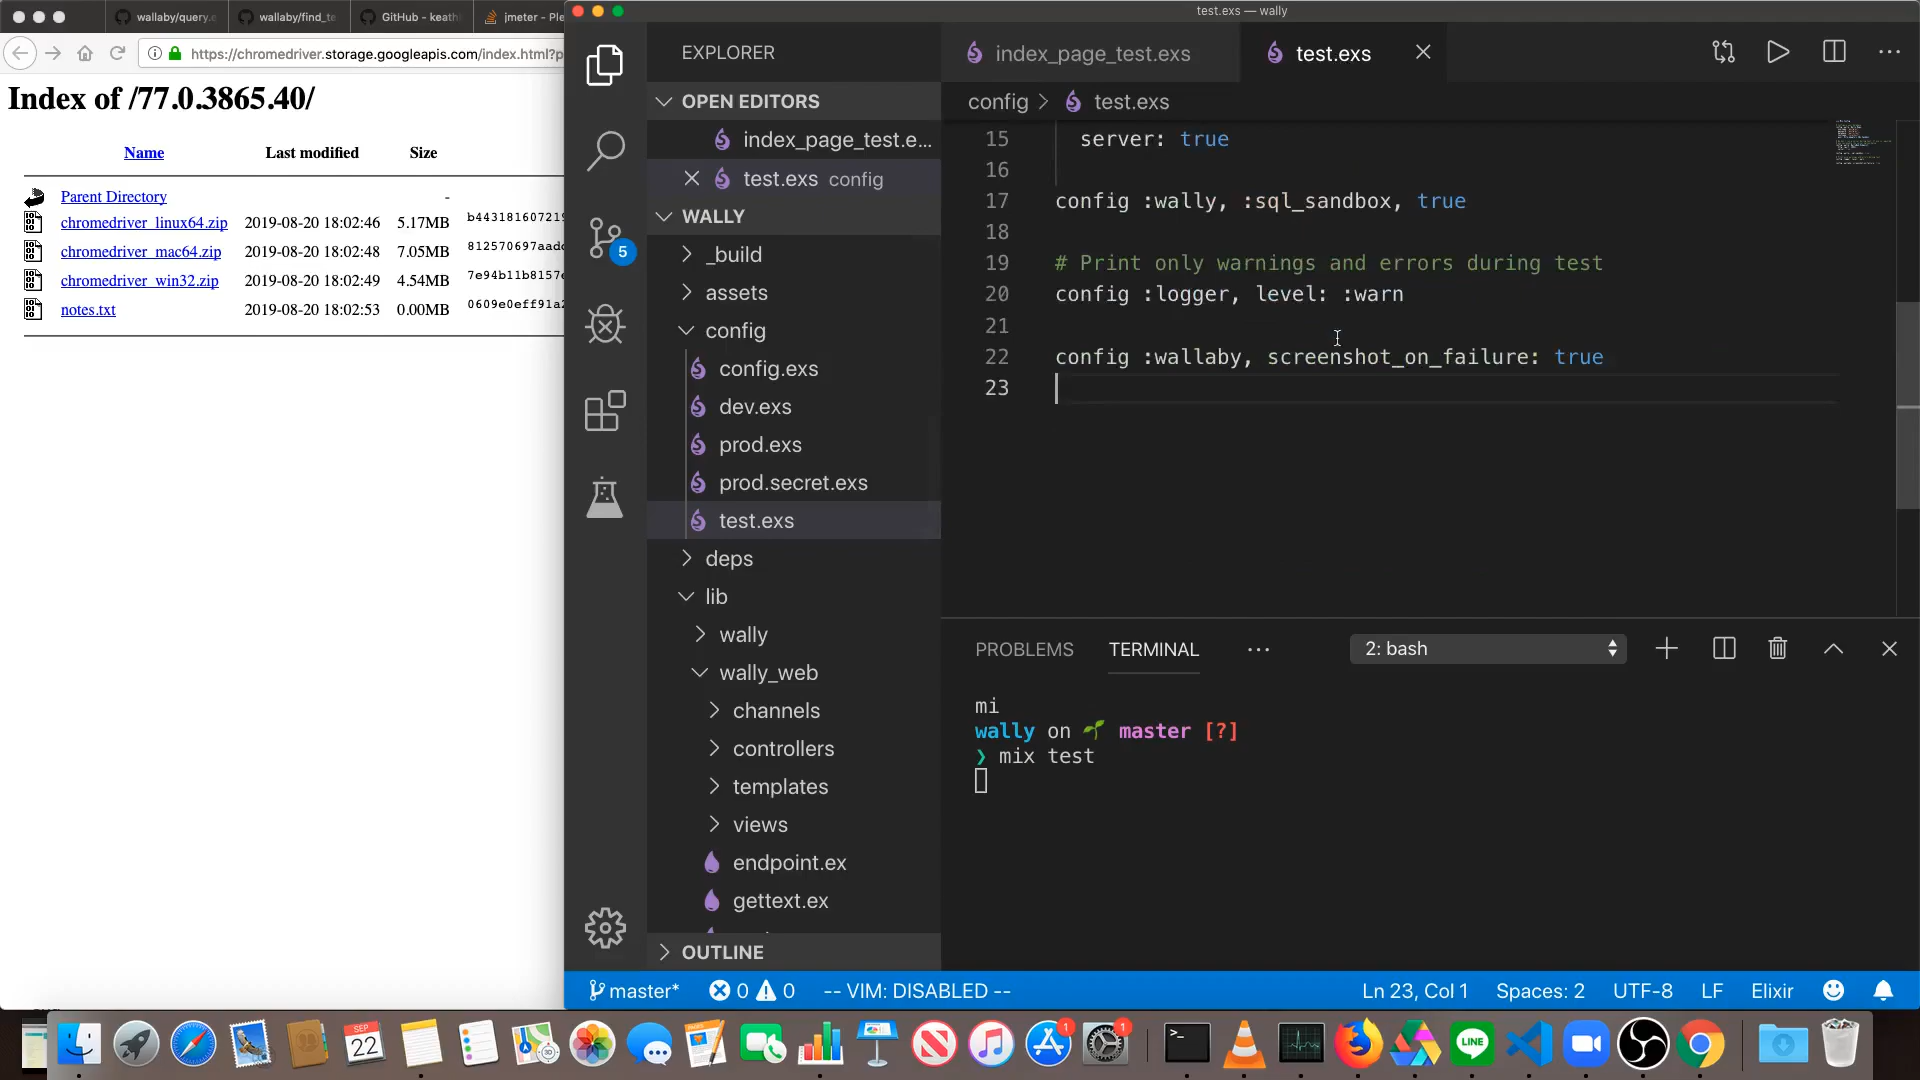 wallaby/query.e
wallaby/find_te
GitHub - keath
jmeter - Ple
https://chromedriver.storage.googleapis.com/index.html?p
Index of /77.0.3865.40/
Name Last modified Size
Parent Directory -
chromedriver_linux64.zip 2019-08-20 18:02:46 5.17MB b443181607219
chromedriver_mac64.zip 2019-08-20 18:02:48 7.05MB 812570697aadc
chromedriver_win32.zip 2019-08-20 18:02:49 4.54MB 7e94b11b8157e
notes.txt 2019-08-20 18:02:53 0.00MB 0609e0eff91a2
test.exs — wally
EXPLORER
OPEN EDITORS
index_page_test.e...
test.exs config
WALLY
_build
assets
config
config.exs
dev.exs
prod.exs
prod.secret.exs
test.exs
deps
lib
wally
wally_web
channels
controllers
templates
views
endpoint.ex
gettext.ex
OUTLINE
5
index_page_test.exs
test.exs
config > test.exs
15 server: true
16
17 config :wally, :sql_sandbox, true
18
19 # Print only warnings and errors during test
20 config :logger, level: :warn
21
22 config :wallaby, screenshot_on_failure: true
23
PROBLEMS TERMINAL ... 2: bash
mi
wally on master [?]
❯ mix test
master* 0 0 -- VIM: DISABLED -- Ln 23, Col 1 Spaces: 2 UTF-8 LF Elixir
SEP
22
PAGES
1
1
LINE